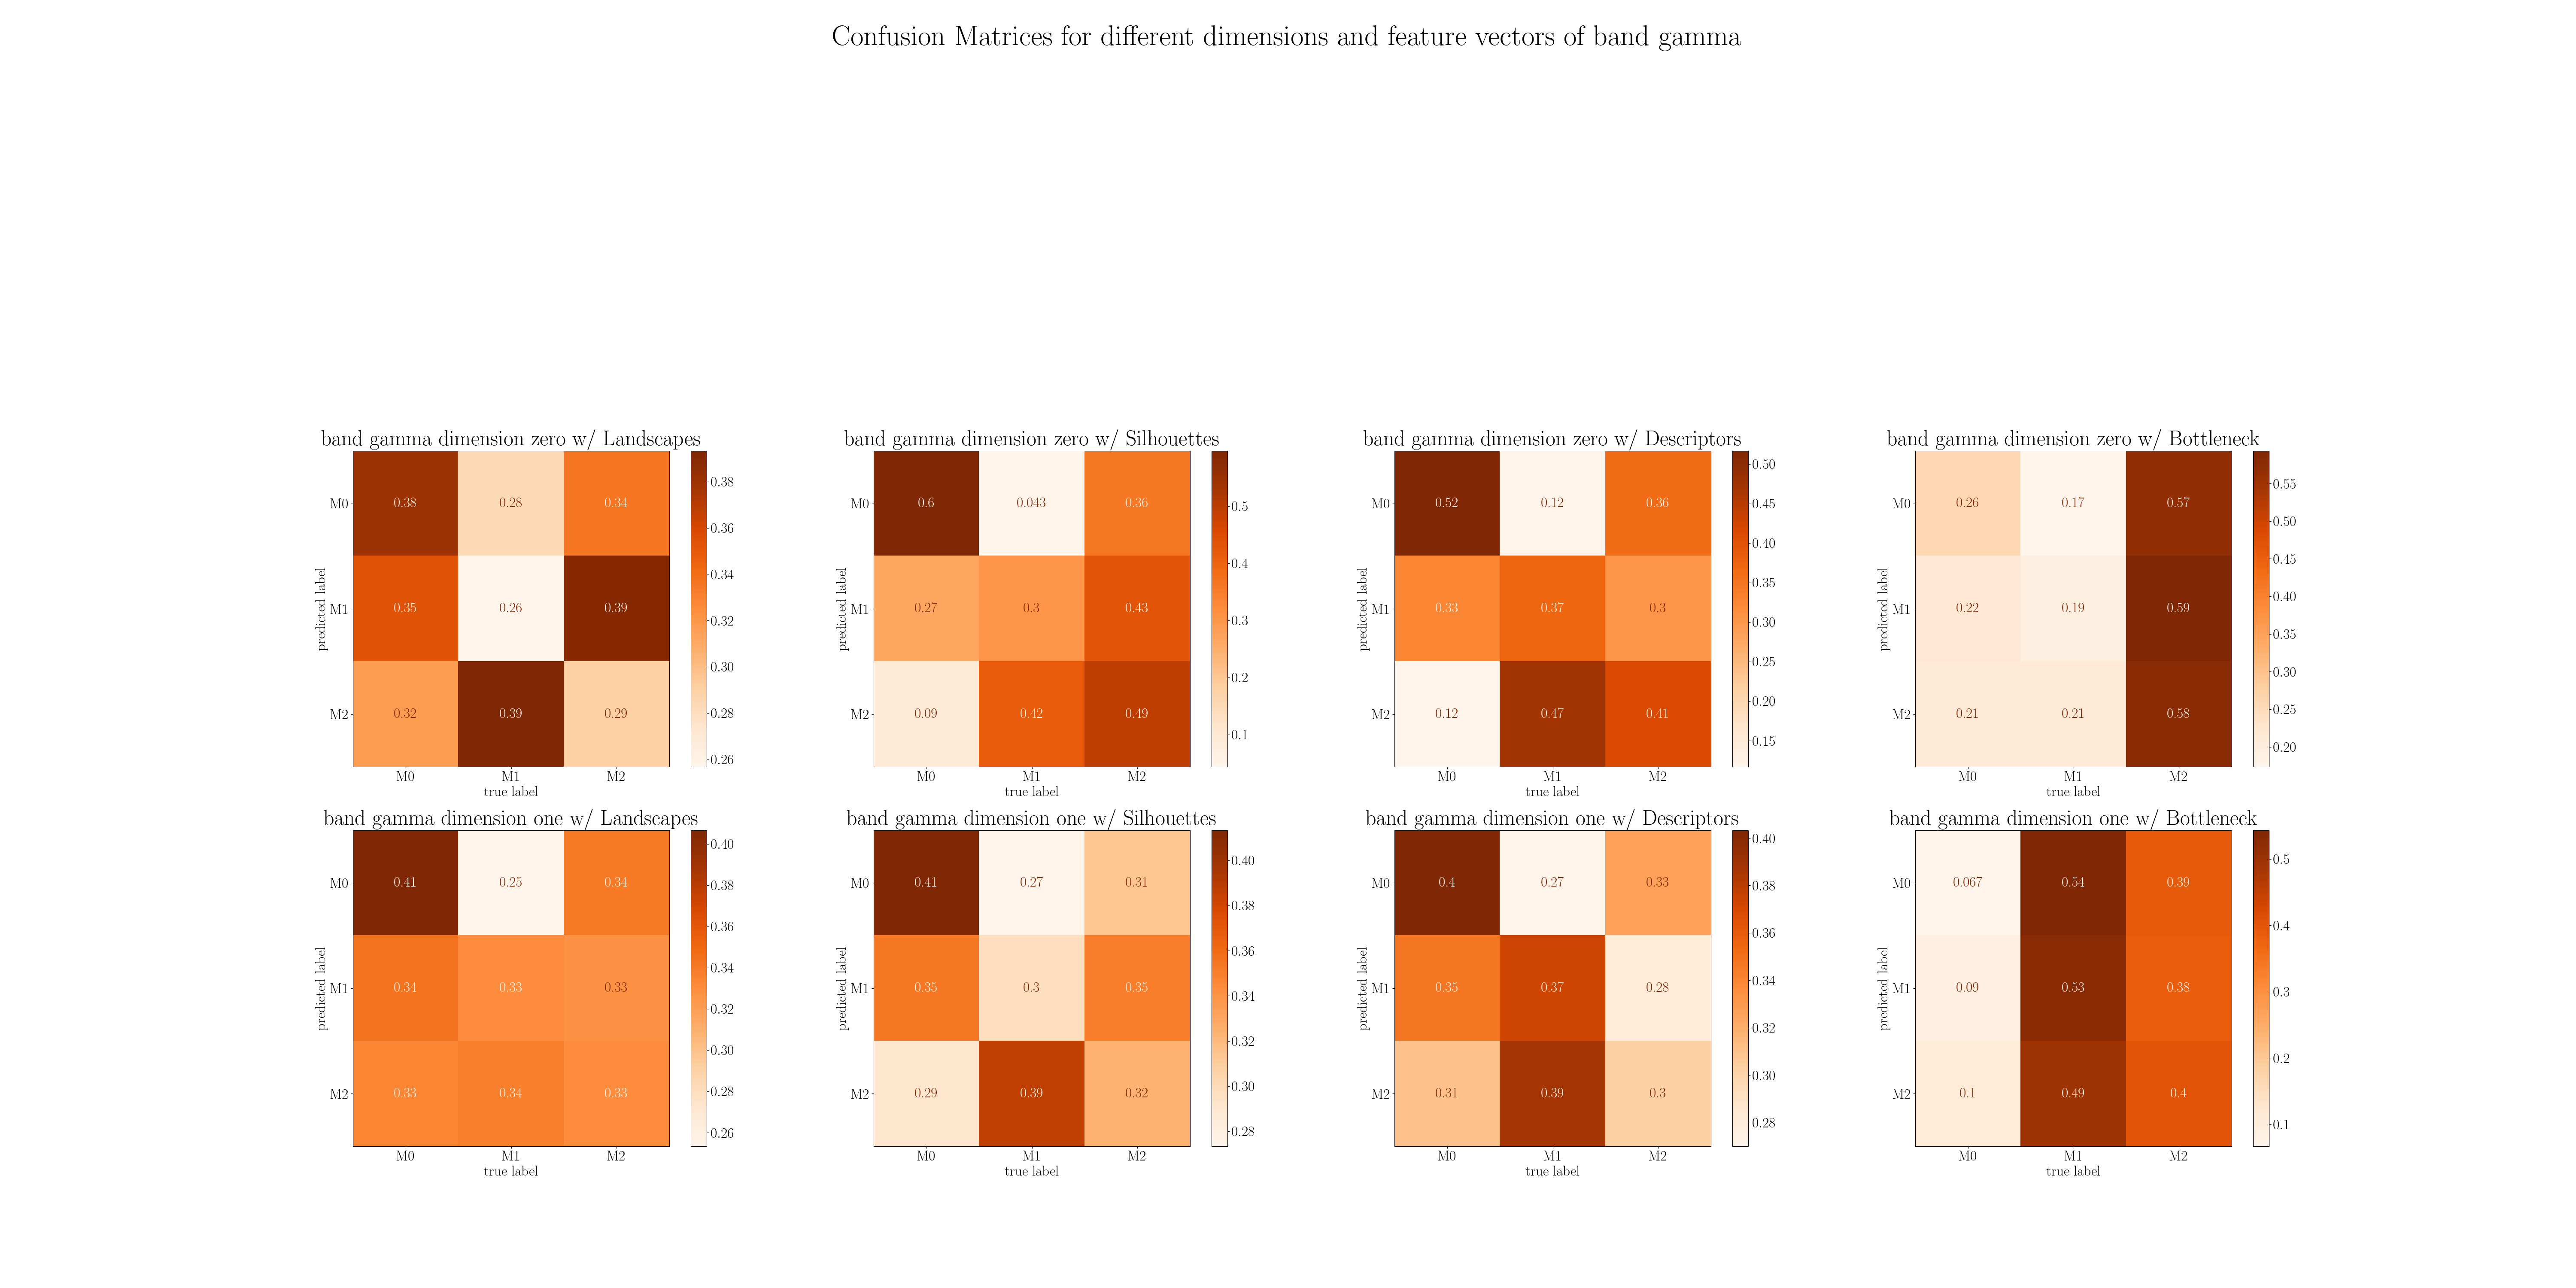 Confusion Matrices for different dimensions and feature vectors of band gamma
band gamma dimension zero w/ Landscapes
predicted label
M0 0.38 0.28 0.34
M1 0.35 0.26 0.39
M2 0.32 0.39 0.29
M0 M1 M2
true label
0.38
0.36
0.34
0.32
0.30
0.28
0.26
band gamma dimension zero w/ Silhouettes
predicted label
M0 0.6 0.043 0.36
M1 0.27 0.3 0.43
M2 0.09 0.42 0.49
M0 M1 M2
true label
0.5
0.4
0.3
0.2
0.1
band gamma dimension zero w/ Descriptors
predicted label
M0 0.52 0.12 0.36
M1 0.33 0.37 0.3
M2 0.12 0.47 0.41
M0 M1 M2
true label
0.50
0.45
0.40
0.35
0.30
0.25
0.20
0.15
band gamma dimension zero w/ Bottleneck
predicted label
M0 0.26 0.17 0.57
M1 0.22 0.19 0.59
M2 0.21 0.21 0.58
M0 M1 M2
true label
0.55
0.50
0.45
0.40
0.35
0.30
0.25
0.20
band gamma dimension one w/ Landscapes
predicted label
M0 0.41 0.25 0.34
M1 0.34 0.33 0.33
M2 0.33 0.34 0.33
M0 M1 M2
true label
0.40
0.38
0.36
0.34
0.32
0.30
0.28
0.26
band gamma dimension one w/ Silhouettes
predicted label
M0 0.41 0.27 0.31
M1 0.35 0.3 0.35
M2 0.29 0.39 0.32
M0 M1 M2
true label
0.40
0.38
0.36
0.34
0.32
0.30
0.28
band gamma dimension one w/ Descriptors
predicted label
M0 0.4 0.27 0.33
M1 0.35 0.37 0.28
M2 0.31 0.39 0.3
M0 M1 M2
true label
0.40
0.38
0.36
0.34
0.32
0.30
0.28
band gamma dimension one w/ Bottleneck
predicted label
M0 0.067 0.54 0.39
M1 0.09 0.53 0.38
M2 0.1 0.49 0.4
M0 M1 M2
true label
0.5
0.4
0.3
0.2
0.1